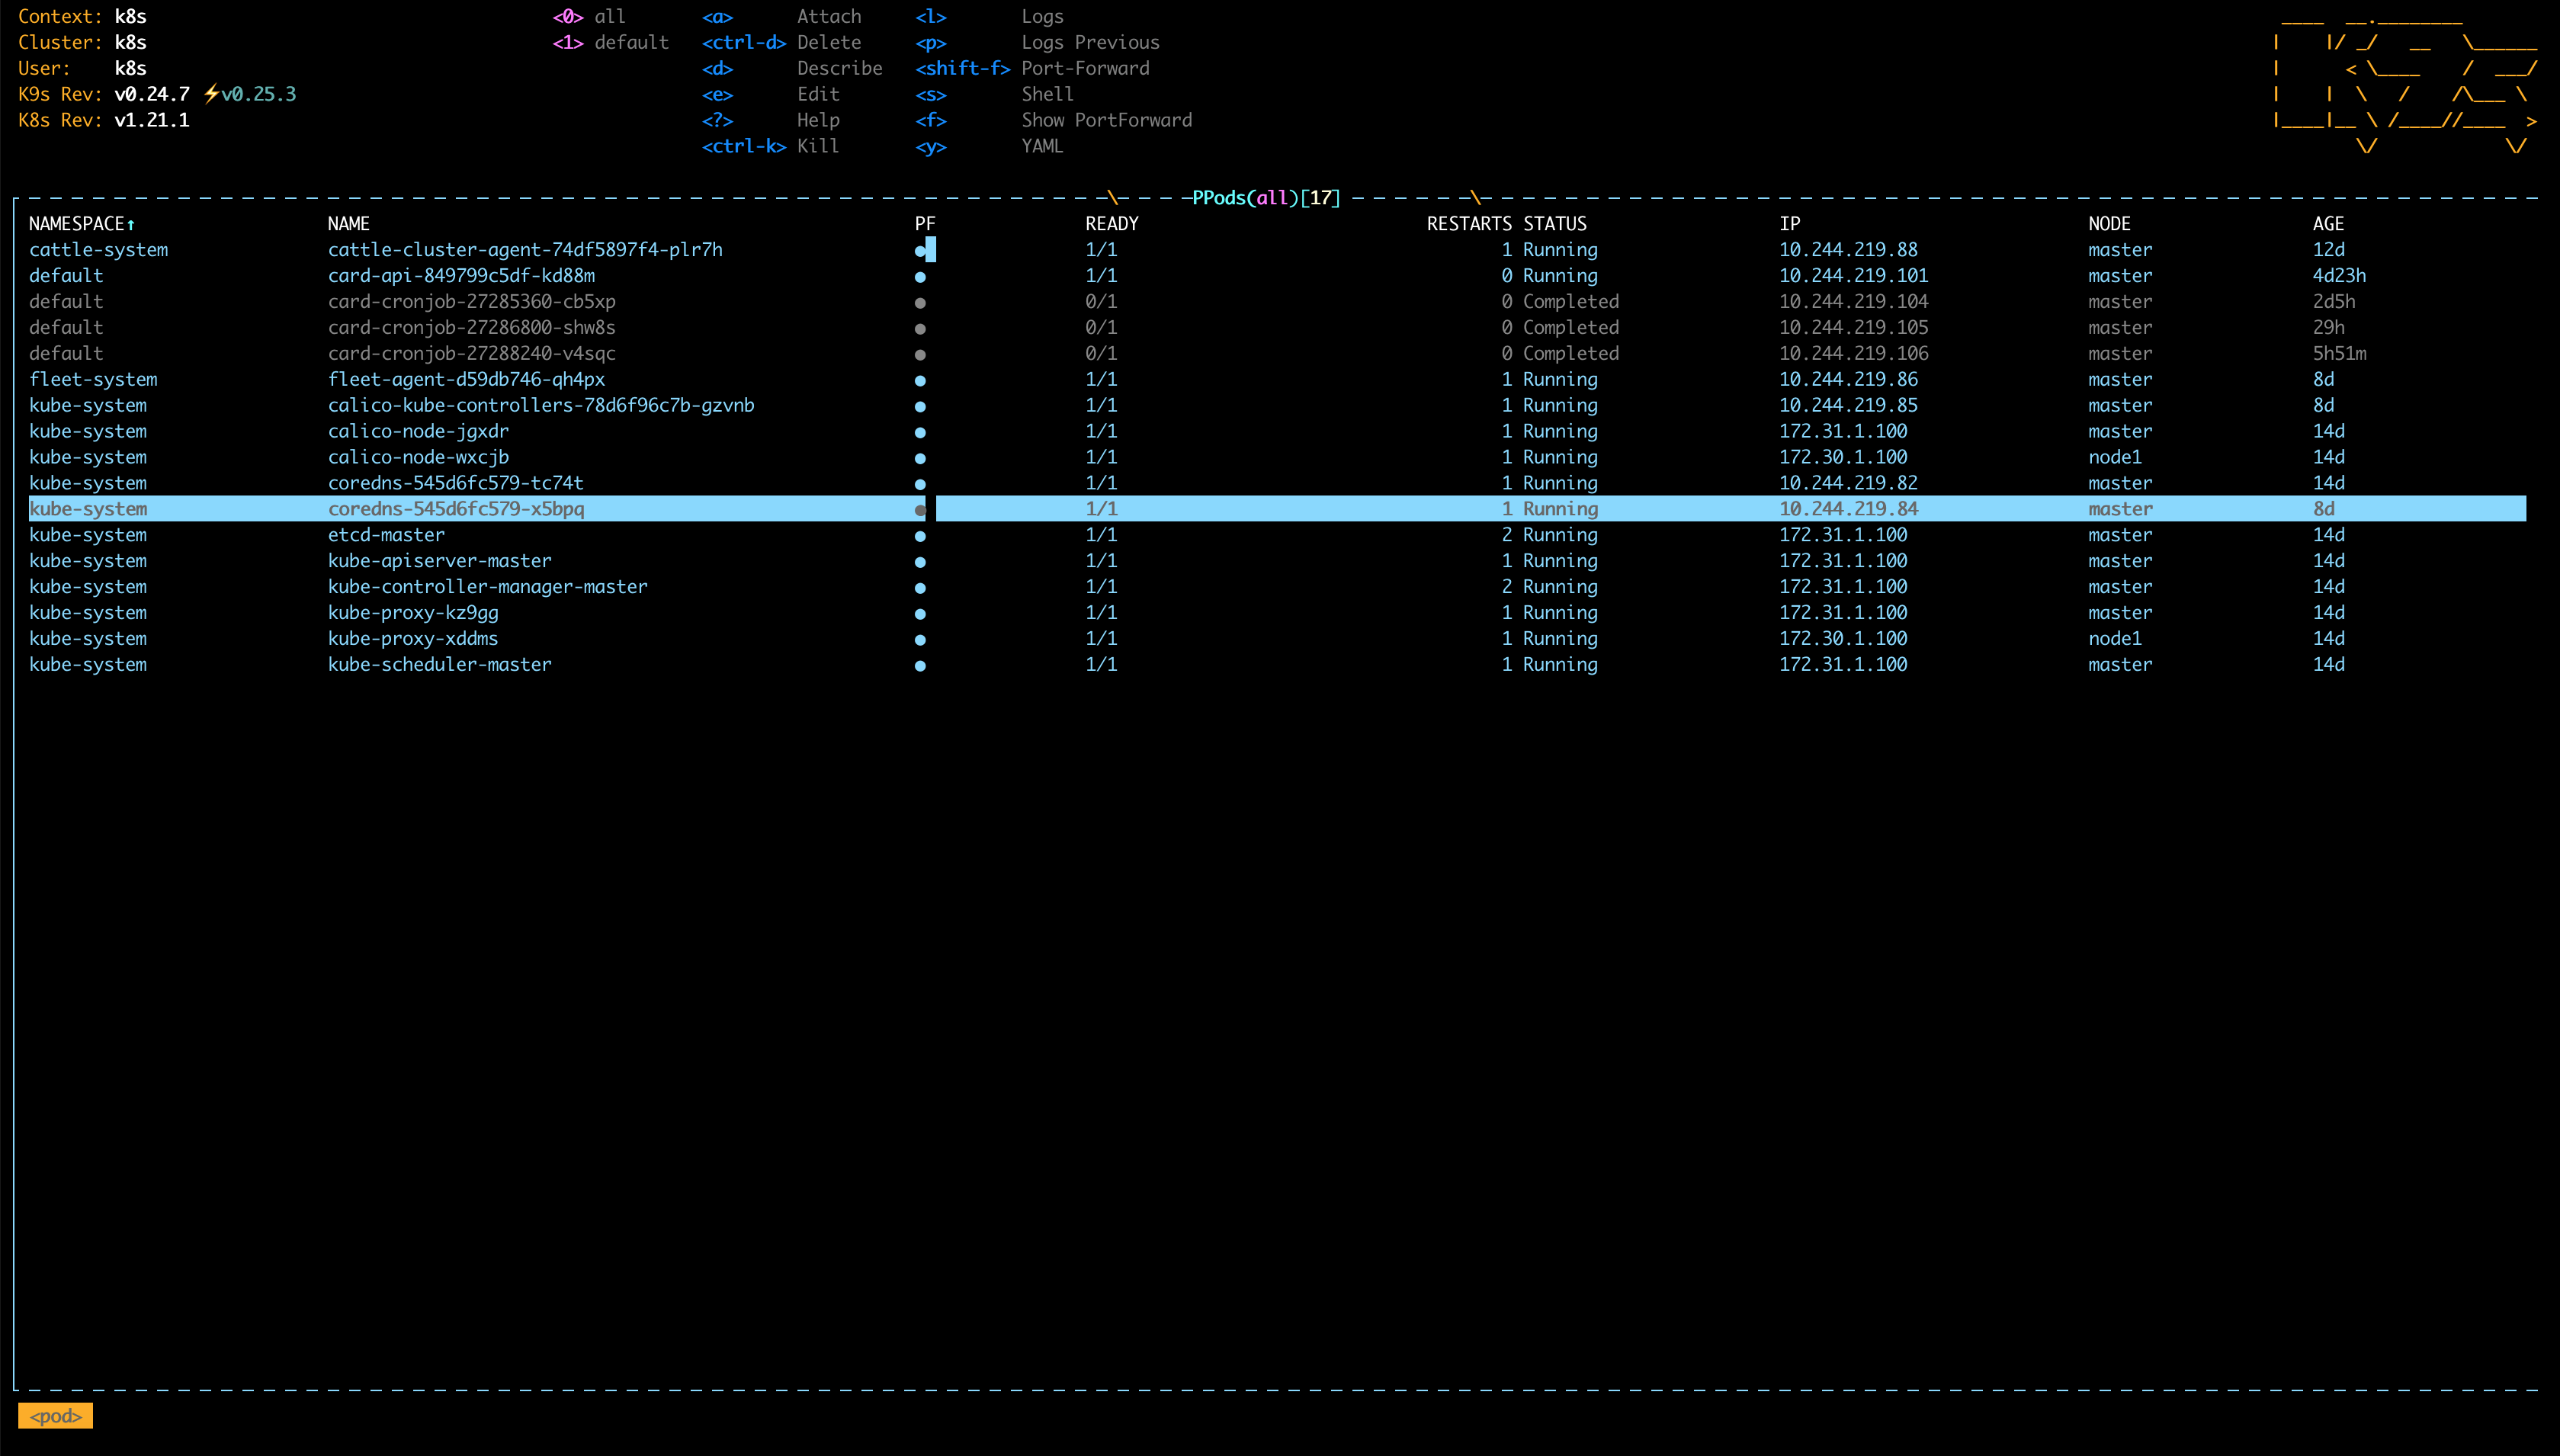 Context: k8s <0> all <a> Attach <l> Logs
Cluster: k8s <1> default <ctrl-d> Delete <p> Logs Previous
User: k8s <d> Describe <shift-f> Port-Forward
K9s Rev: v0.24.7 ⚡v0.25.3 <e> Edit <s> Shell
K8s Rev: v1.21.1 <?> Help <f> Show PortForward
<ctrl-k> Kill <y> YAML
PPods(all)[17]
NAMESPACE↑ NAME PF READY RESTARTS STATUS IP NODE AGE
cattle-system cattle-cluster-agent-74df5897f4-plr7h ● 1/1 1 Running 10.244.219.88 master 12d
default card-api-849799c5df-kd88m ● 1/1 0 Running 10.244.219.101 master 4d23h
default card-cronjob-27285360-cb5xp ● 0/1 0 Completed 10.244.219.104 master 2d5h
default card-cronjob-27286800-shw8s ● 0/1 0 Completed 10.244.219.105 master 29h
default card-cronjob-27288240-v4sqc ● 0/1 0 Completed 10.244.219.106 master 5h51m
fleet-system fleet-agent-d59db746-qh4px ● 1/1 1 Running 10.244.219.86 master 8d
kube-system calico-kube-controllers-78d6f96c7b-gzvnb ● 1/1 1 Running 10.244.219.85 master 8d
kube-system calico-node-jgxdr ● 1/1 1 Running 172.31.1.100 master 14d
kube-system calico-node-wxcjb ● 1/1 1 Running 172.30.1.100 node1 14d
kube-system coredns-545d6fc579-tc74t ● 1/1 1 Running 10.244.219.82 master 14d
kube-system coredns-545d6fc579-x5bpq ● 1/1 1 Running 10.244.219.84 master 8d
kube-system etcd-master ● 1/1 2 Running 172.31.1.100 master 14d
kube-system kube-apiserver-master ● 1/1 1 Running 172.31.1.100 master 14d
kube-system kube-controller-manager-master ● 1/1 2 Running 172.31.1.100 master 14d
kube-system kube-proxy-kz9gg ● 1/1 1 Running 172.31.1.100 master 14d
kube-system kube-proxy-xddms ● 1/1 1 Running 172.30.1.100 node1 14d
kube-system kube-scheduler-master ● 1/1 1 Running 172.31.1.100 master 14d
<pod>